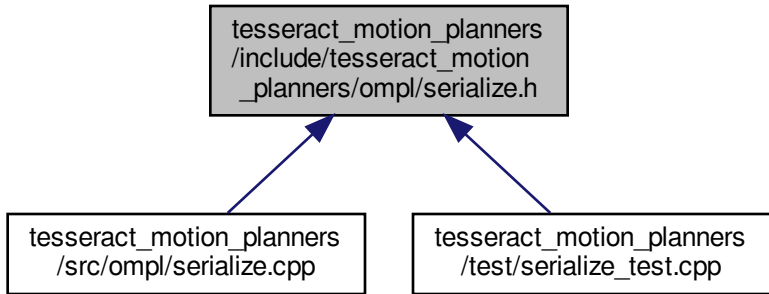 tesseract_motion_planners
/include/tesseract_motion
_planners/ompl/serialize.h
tesseract_motion_planners
/src/ompl/serialize.cpp
tesseract_motion_planners
/test/serialize_test.cpp